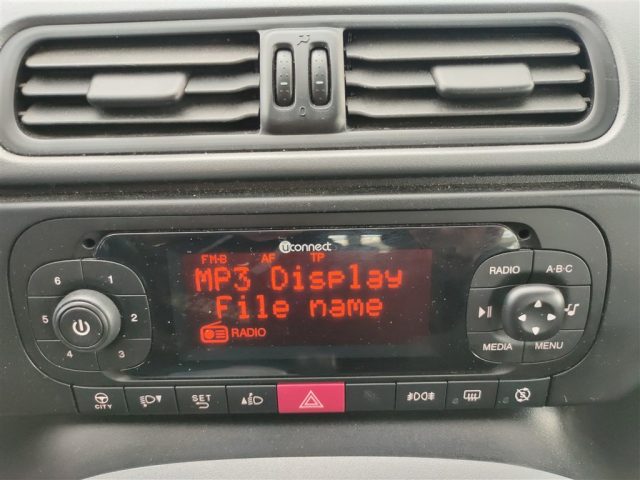 0
uconnect
FM-B AF TP
MP3 Display
File name
RADIO
6 1
5 2
4 3
RADIO A-B-C
MEDIA MENU
CITY SET